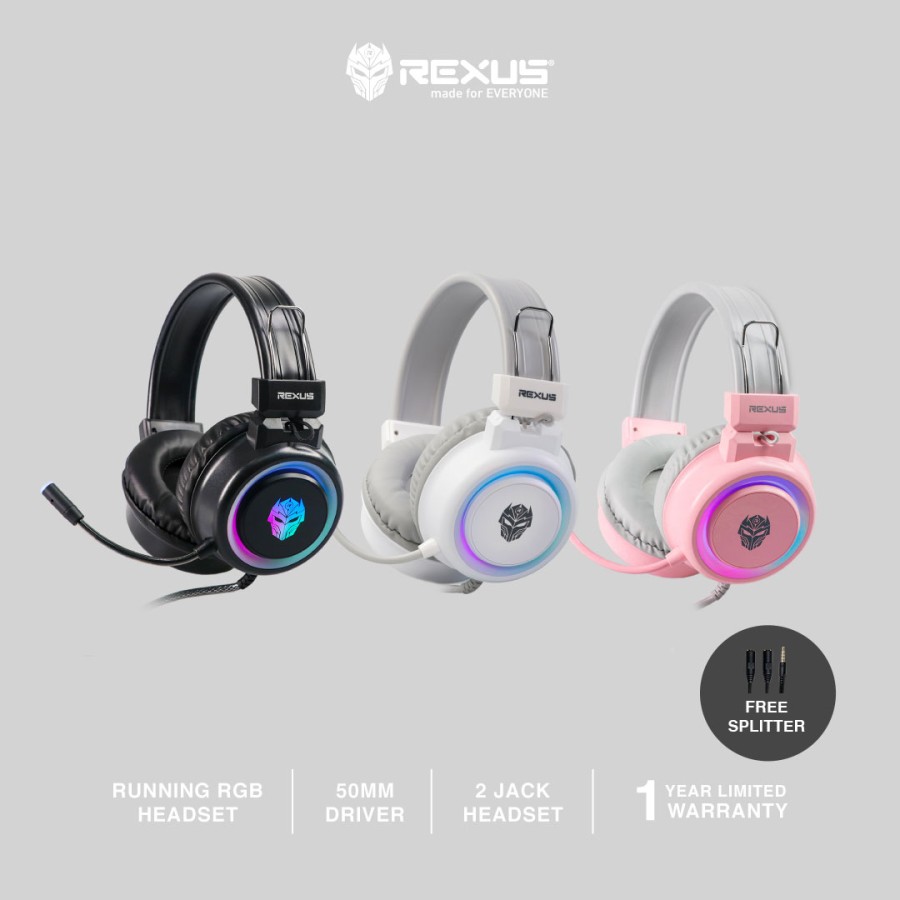 REXUS®
made for EVERYONE
REXUS
REXUS
REXUS
FREE
SPLITTER
RUNNING RGB
HEADSET
50MM
DRIVER
2 JACK
HEADSET
1 YEAR LIMITED
WARRANTY